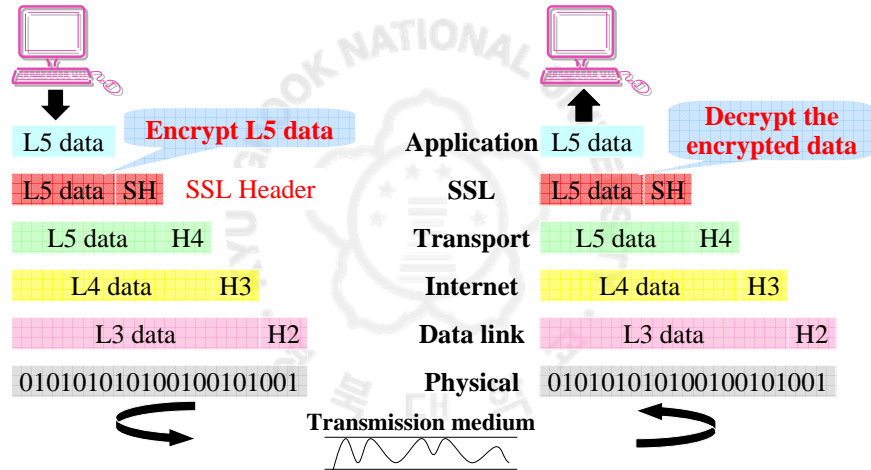 Encrypt L5 data
Decrypt the
encrypted data
L5 data Application L5 data
L5 data SH SSL Header SSL L5 data SH
L5 data H4 Transport L5 data H4
L4 data H3 Internet L4 data H3
L3 data H2 Data link L3 data H2
010101010100100101001 Physical 010101010100100101001
Transmission medium